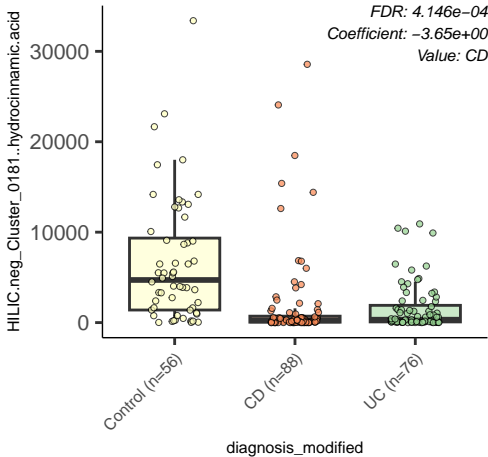 FDR: 4.146e−04
Coefficient: −3.65e+00
Value: CD
HILIC.neg_Cluster_0181..hydrocinnamic.acid
30000
20000
10000
0
Control (n=56)
CD (n=88)
UC (n=76)
diagnosis_modified